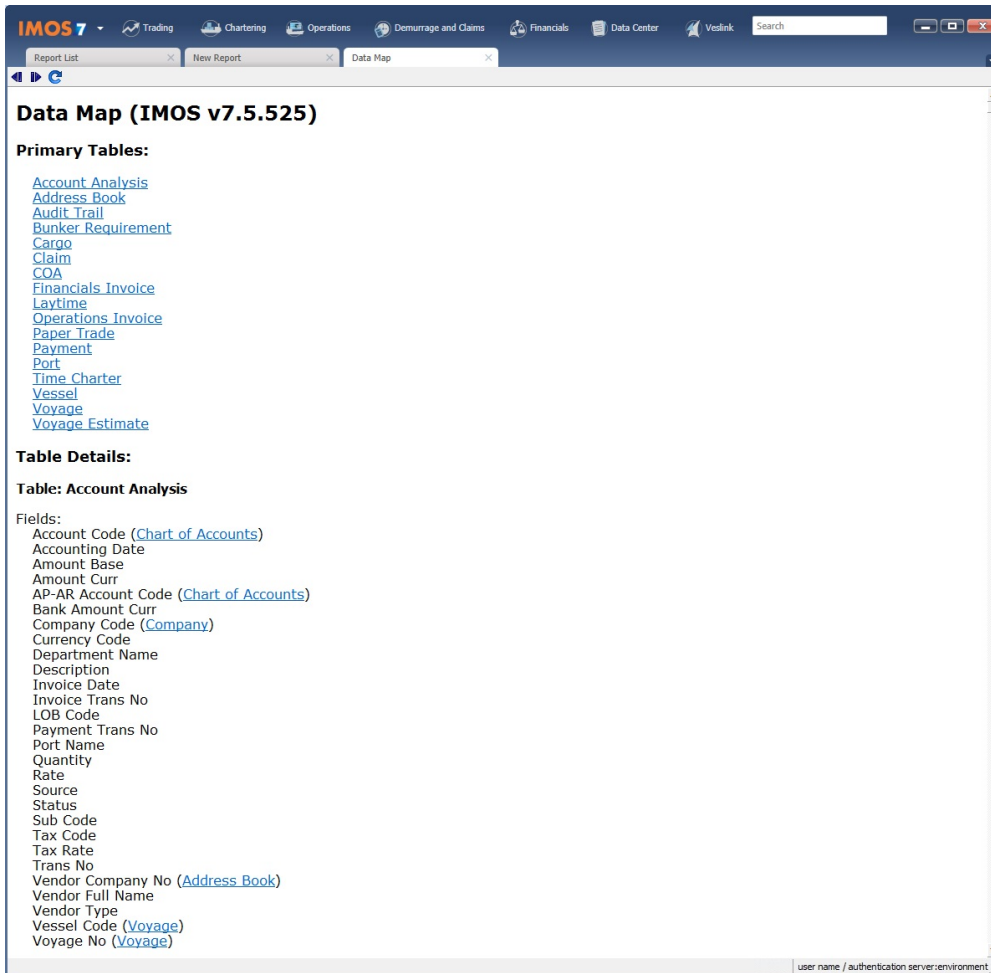 IMOS 7 Trading Chartering Operations Demurrage and Claims Financials Data Center Veslink Search
Report List New Report Data Map
Data Map (IMOS v7.5.525)
Primary Tables:
Account Analysis
Address Book
Audit Trail
Bunker Requirement
Cargo
Claim
COA
Financials Invoice
Laytime
Operations Invoice
Paper Trade
Payment
Port
Time Charter
Vessel
Voyage
Voyage Estimate
Table Details:
Table: Account Analysis
Fields:
Account Code (Chart of Accounts)
Accounting Date
Amount Base
Amount Curr
AP-AR Account Code (Chart of Accounts)
Bank Amount Curr
Company Code (Company)
Currency Code
Department Name
Description
Invoice Date
Invoice Trans No
LOB Code
Payment Trans No
Port Name
Quantity
Rate
Source
Status
Sub Code
Tax Code
Tax Rate
Trans No
Vendor Company No (Address Book)
Vendor Full Name
Vendor Type
Vessel Code (Voyage)
Voyage No (Voyage)
user name / authentication server:environment